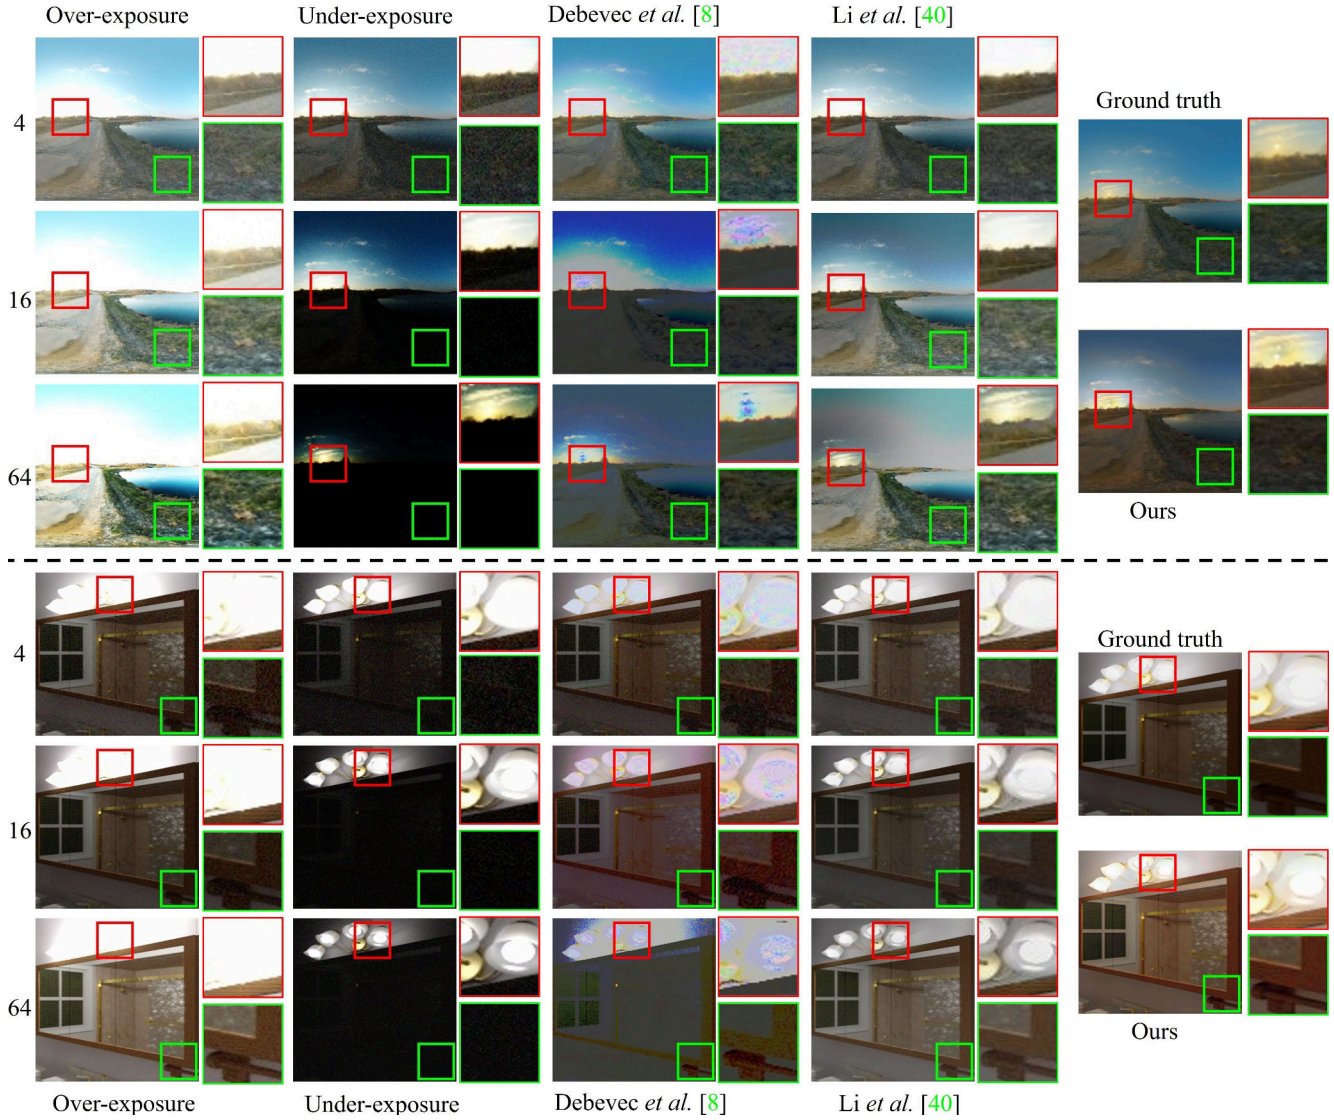 Over-exposure Under-exposure Debevec et al. [8] Li et al. [40]
4
Ground truth
16
64
Ours
4
Ground truth
16
64
Ours
Over-exposure Under-exposure Debevec et al. [8] Li et al. [40]